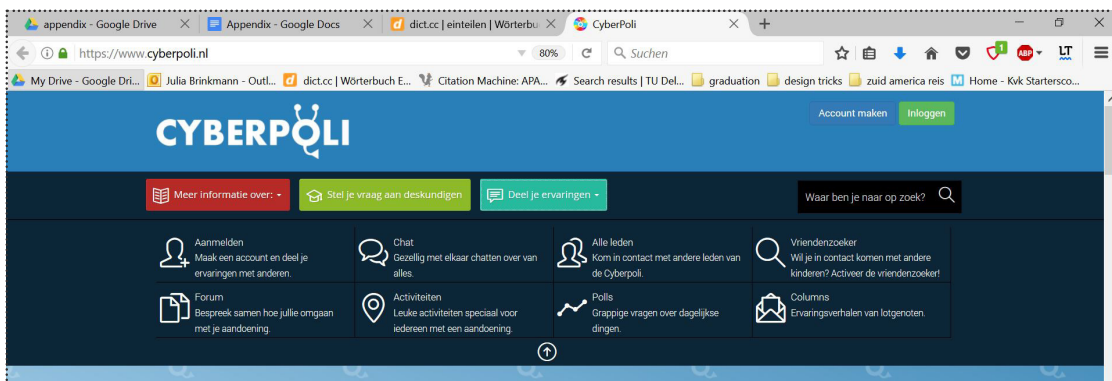 appendix - Google Drive
Appendix - Google Docs
dict.cc | einteilen | Wörterbu
CyberPoli
https://www.cyberpoli.nl
80%
Suchen
1
ABP
LT
My Drive - Google Dri...
Julia Brinkmann - Outl...
dict.cc | Wörterbuch E...
Citation Machine: APA...
Search results | TU Del...
graduation
design tricks
zuid america reis
Home - Kvk Startersco...
CYBERPOLI
Account maken
Inloggen
Meer informatie over:
Stel je vraag aan deskundigen
Deel je ervaringen
Waar ben je naar op zoek?
Aanmelden
Maak een account en deel je
ervaringen met anderen.
Chat
Gezellig met elkaar chatten over van
alles.
Alle leden
Kom in contact met andere leden van
de Cyberpoli.
Vriendenzoeker
Wil je in contact komen met andere
kinderen? Activeer de vriendenzoeker!
Forum
Bespreek samen hoe jullie omgaan
met je aandoening.
Activiteiten
Leuke activiteiten speciaal voor
iedereen met een aandoening.
Polls
Grappige vragen over dagelijkse
dingen.
Columns
Ervaringsverhalen van lotgenoten.